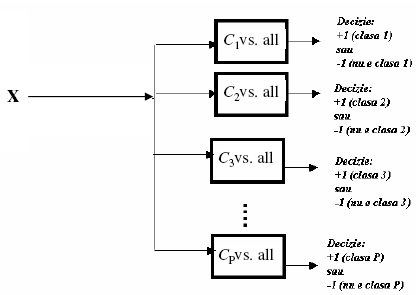 X
C1vs. all
Decizie:
+1 (clasa 1)
sau
-1 (nu e clasa 1)
C2vs. all
Decizie:
+1 (clasa 2)
sau
-1 (nu e clasa 2)
C3vs. all
Decizie:
+1 (clasa 3)
sau
-1 (nu e clasa 3)
CPvs. all
Decizie:
+1 (clasa P)
sau
-1 (nu e clasa P)